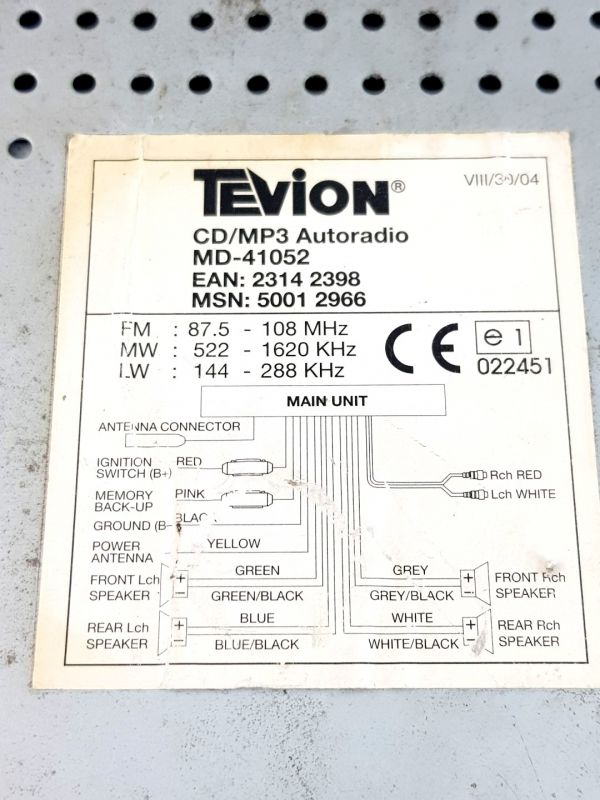 TEVION®
VIII/30/04
CD/MP3 Autoradio
MD-41052
EAN: 2314 2398
MSN: 5001 2966
FM : 87.5 - 108 MHz
MW : 522 - 1620 KHz
LW : 144 - 288 KHz
CE
e 1
022451
MAIN UNIT
ANTENNA CONNECTOR
IGNITION RED
SWITCH (B+)
MEMORY PINK
BACK-UP
BLACK
GROUND (B-
POWER
ANTENNA
YELLOW
Rch RED
Lch WHITE
GREEN
FRONT Lch + 
SPEAKER −
GREEN/BLACK
BLUE
REAR Lch +
SPEAKER −
BLUE/BLACK
GREY
+ FRONT Rch
− SPEAKER
GREY/BLACK
WHITE
+ REAR Rch
− SPEAKER
WHITE/BLACK